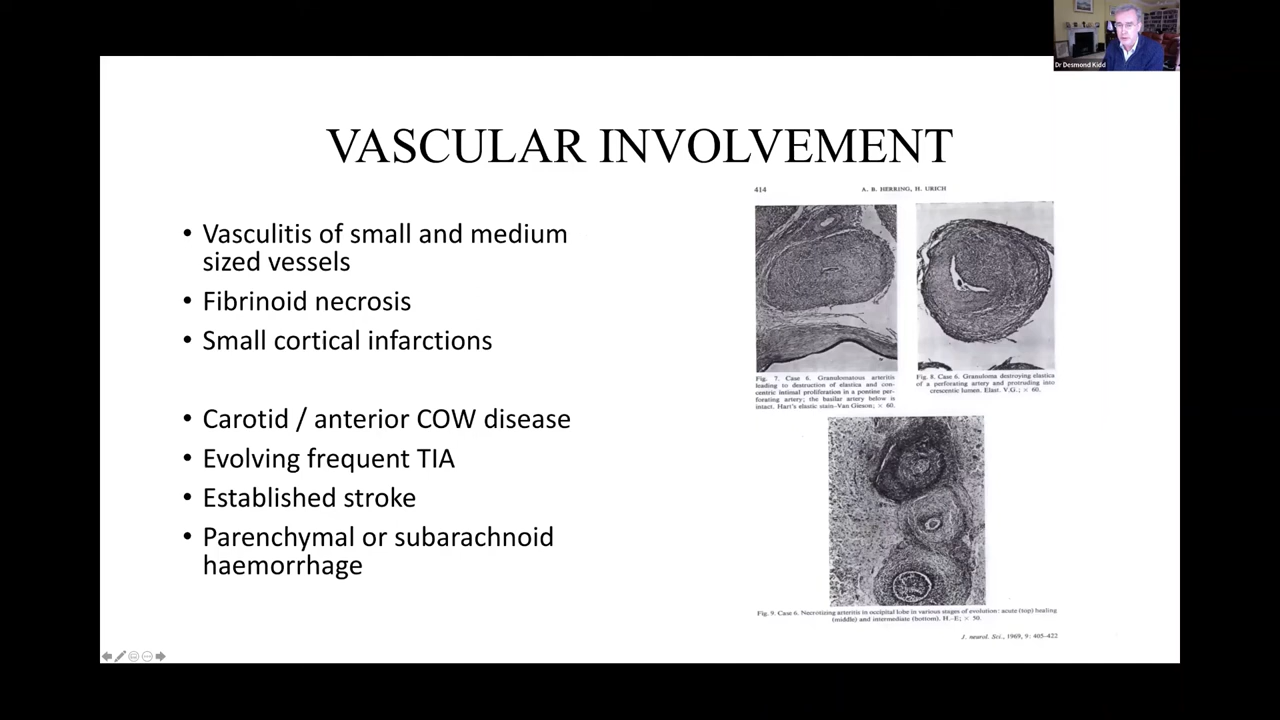 Dr Desmond Kidd
VASCULAR INVOLVEMENT
• Vasculitis of small and medium
sized vessels
• Fibrinoid necrosis
• Small cortical infarctions
• Carotid / anterior COW disease
• Evolving frequent TIA
• Established stroke
• Parenchymal or subarachnoid
haemorrhage
414 A. B. HERRING, H. URICH
Fig. 7. Case 6. Granulomatous arteritis
leading to destruction of elastica and con-
centric intimal proliferation in a pontine per-
forating artery; the basilar artery below is
intact. Hart's elastic stain-Van Gieson; × 60.
Fig. 8. Case 6. Granuloma destroying elastica
of a perforating artery and protruding into
crescentic lumen. Elast. V.G.; × 60.
Fig. 9. Case 6. Necrotizing arteritis in occipital lobe in various stages of evolution: acute (top) healing
(middle) and intermediate (bottom). H.-E; × 50.
J. neurol. Sci., 1969, 9: 405-422